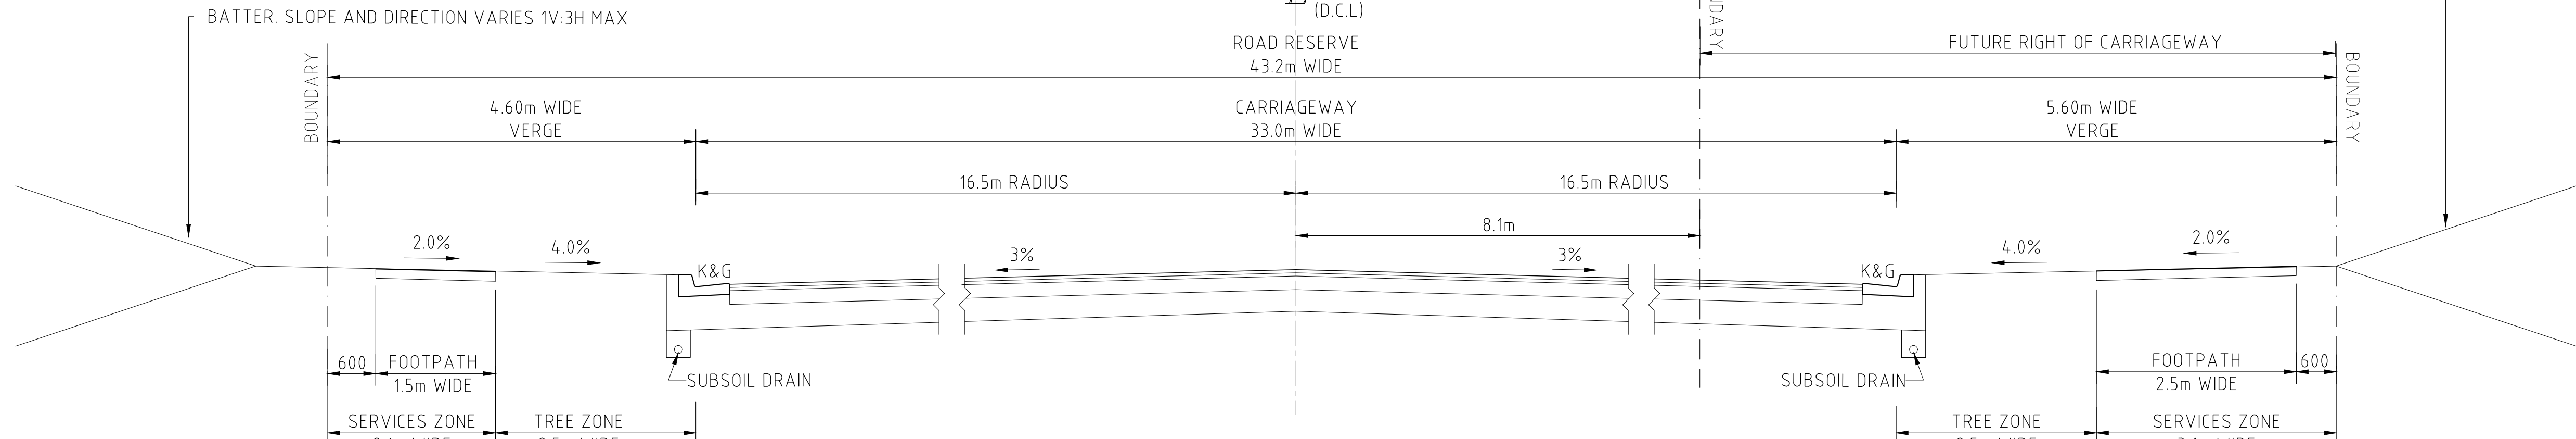 BATTER. SLOPE AND DIRECTION VARIES 1V:3H MAX
(D.C.L)
BOUNDARY
ROAD RESERVE
43.2m WIDE
NDARY
FUTURE RIGHT OF CARRIAGEWAY
BOUNDARY
4.60m WIDE
VERGE
CARRIAGEWAY
33.0m WIDE
5.60m WIDE
VERGE
16.5m RADIUS
16.5m RADIUS
8.1m
2.0%
4.0%
K&G
3%
3%
K&G
4.0%
2.0%
600
FOOTPATH
1.5m WIDE
SUBSOIL DRAIN
SUBSOIL DRAIN
FOOTPATH
2.5m WIDE
600
SERVICES ZONE
TREE ZONE
TREE ZONE
SERVICES ZONE